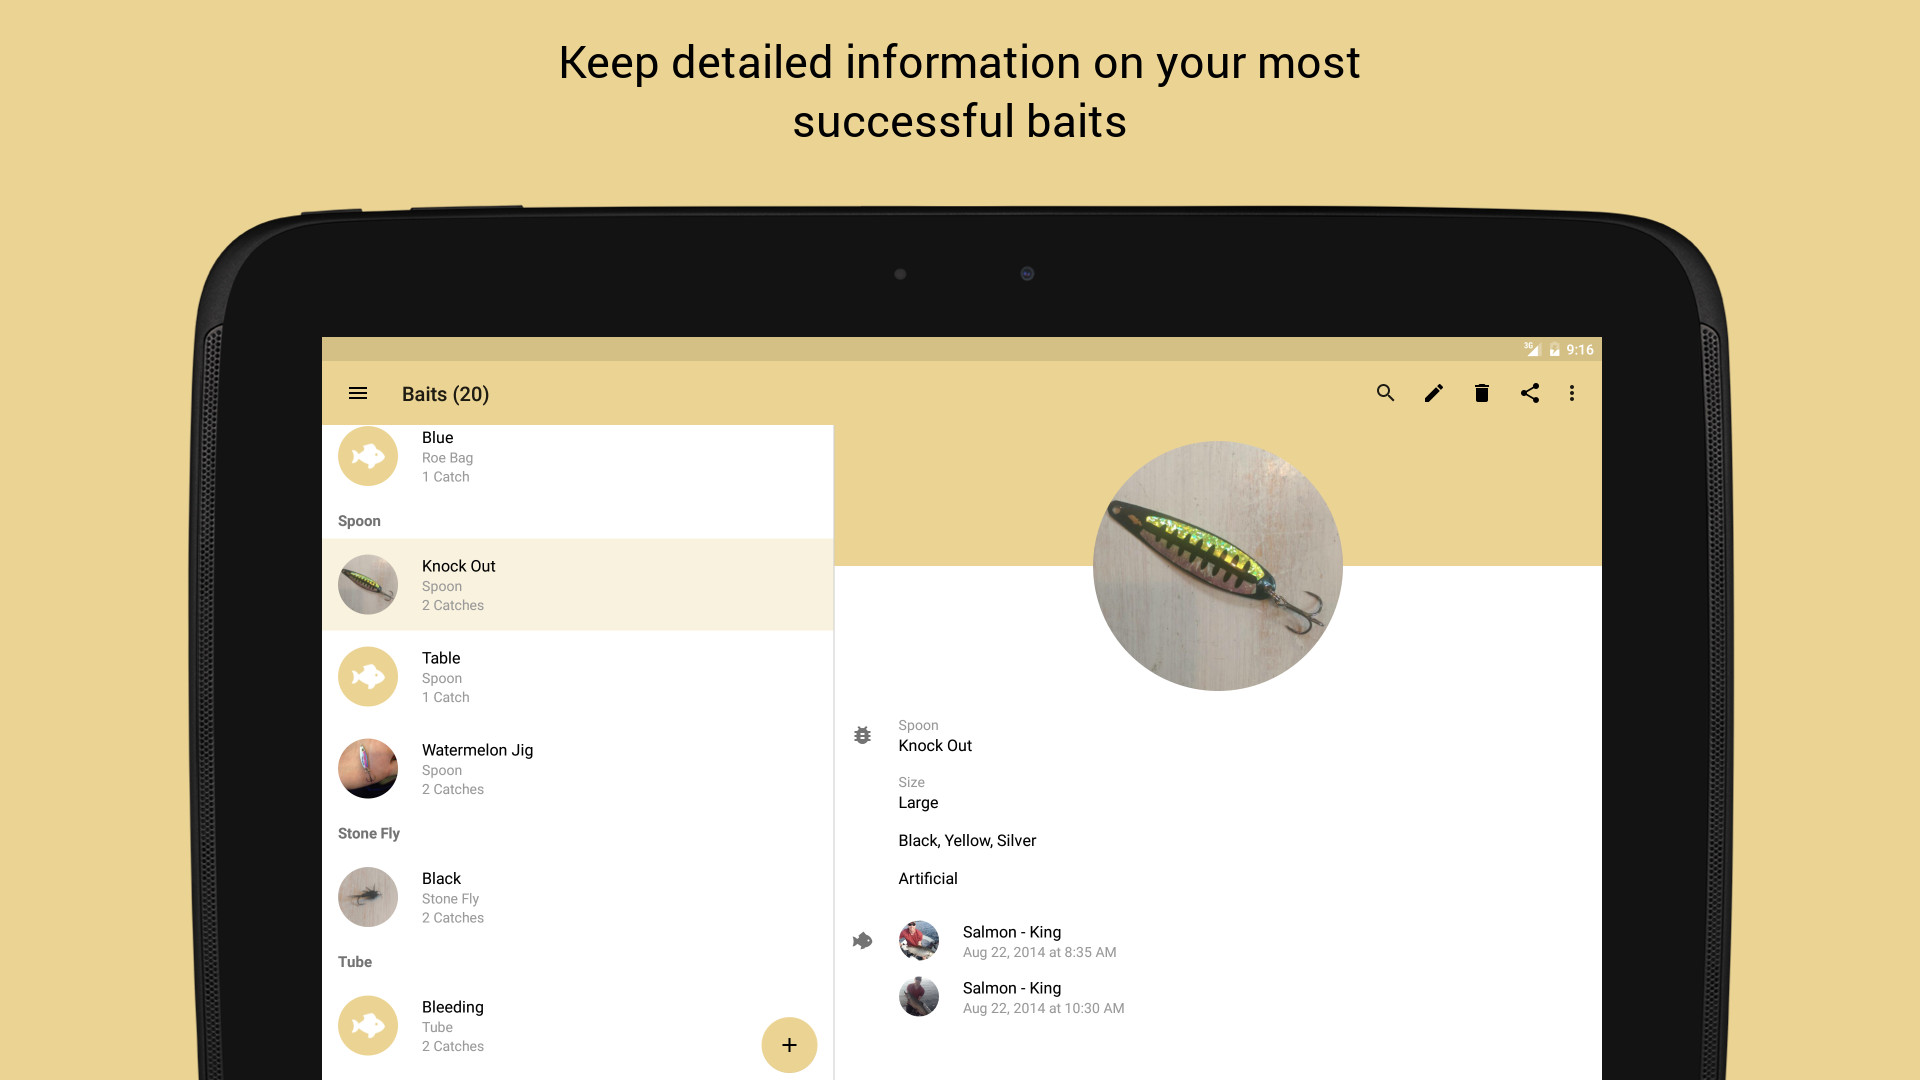 Keep detailed information on your most
successful baits
3G
9:16
Baits (20)
Blue
Roe Bag
1 Catch
Spoon
Knock Out
Spoon
2 Catches
Table
Spoon
1 Catch
Watermelon Jig
Spoon
2 Catches
Stone Fly
Black
Stone Fly
2 Catches
Tube
Bleeding
Tube
2 Catches
Spoon
Knock Out
Size
Large
Black, Yellow, Silver
Artificial
Salmon - King
Aug 22, 2014 at 8:35 AM
Salmon - King
Aug 22, 2014 at 10:30 AM